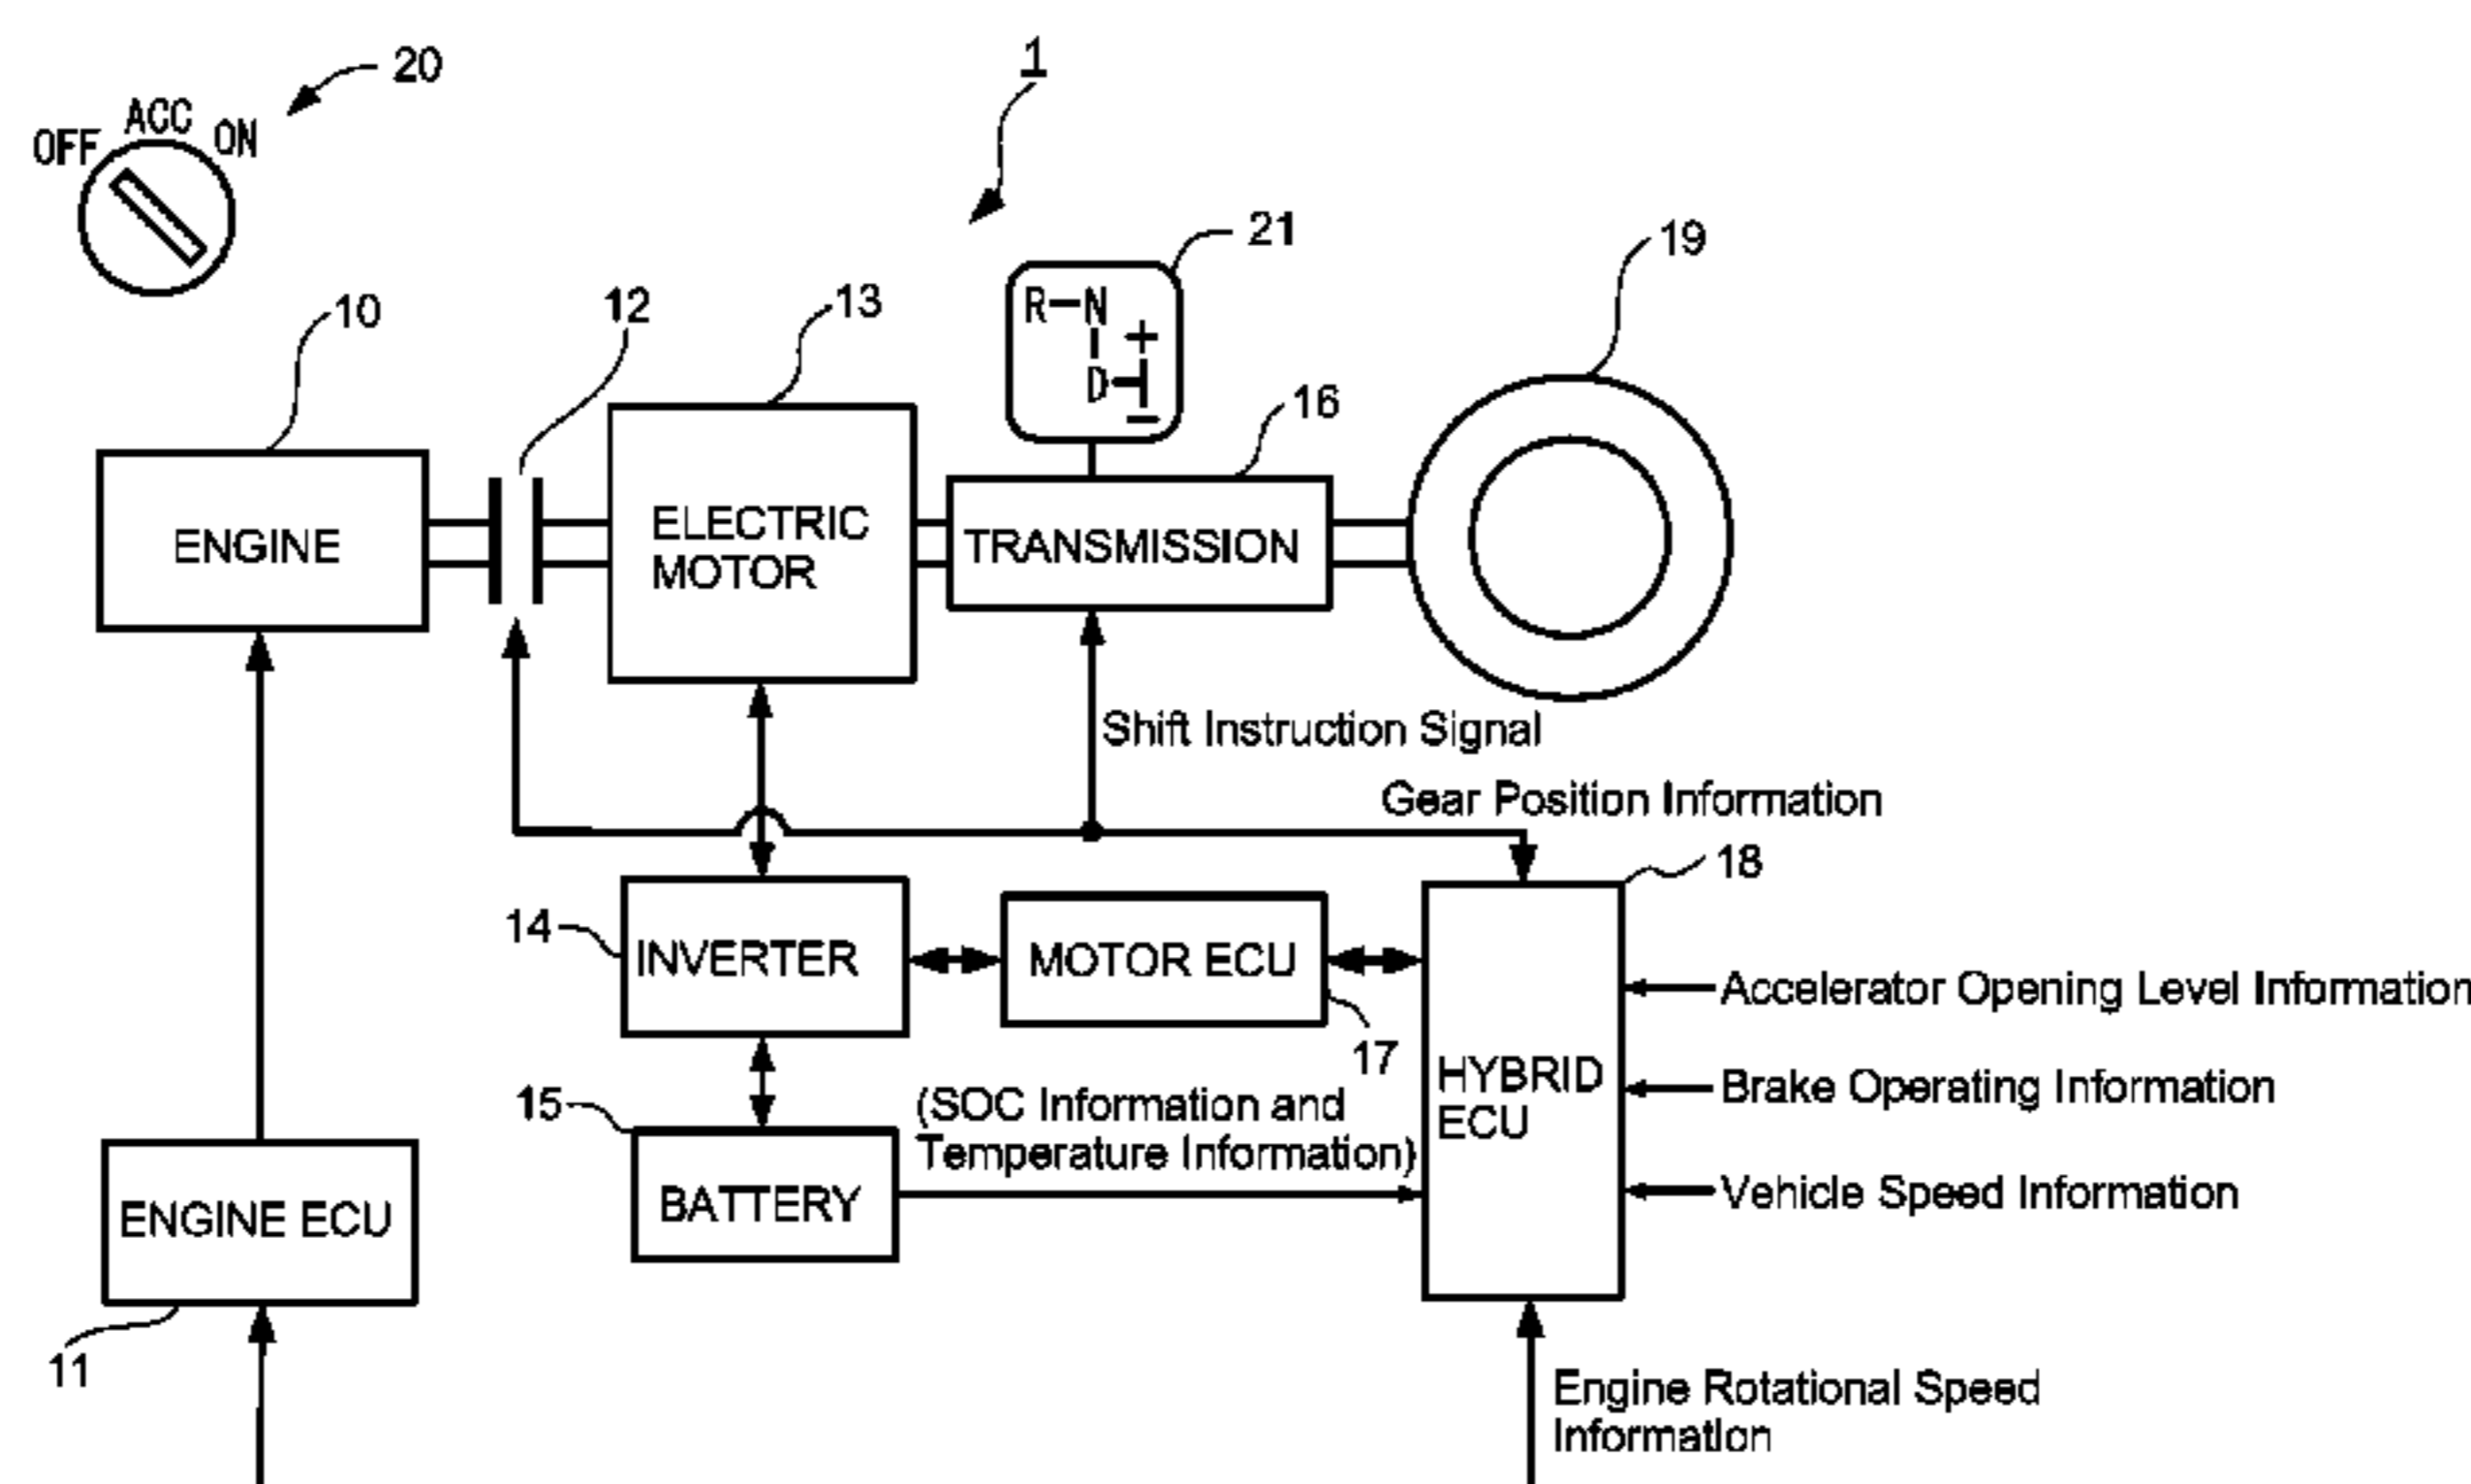 20
1
ACC
OFF
ON
21
19
R N
+
D
−
10
12
13
16
ENGINE
ELECTRIC
MOTOR
TRANSMISSION
Shift Instruction Signal
Gear Position Information
18
14
INVERTER
MOTOR ECU
17
Accelerator Opening Level Information
HYBRID
ECU
Brake Operating Information
15
(SOC Information and
Temperature Information)
BATTERY
Vehicle Speed Information
ENGINE ECU
11
Engine Rotational Speed
Information